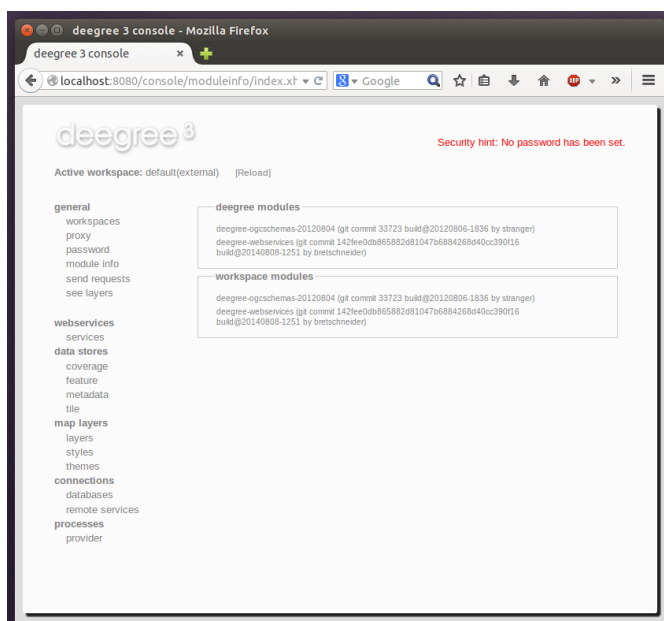 deegree 3 console - Mozilla Firefox
deegree 3 console
localhost:8080/console/moduleinfo/index.xh
Google
deegree 3
Security hint: No password has been set.
Active workspace: default(external) [Reload]
general
workspaces
proxy
password
module info
send requests
see layers
webservices
services
data stores
coverage
feature
metadata
tile
map layers
layers
styles
themes
connections
databases
remote services
processes
provider
deegree modules
deegree-ogcschemas-20120804 (git commit 33723 build@20120806-1836 by stranger)
deegree-webservices (git commit 142fee0db865882d81047b6884268d40cc390f16
build@20140808-1251 by bretschneider)
workspace modules
deegree-ogcschemas-20120804 (git commit 33723 build@20120806-1836 by stranger)
deegree-webservices (git commit 142fee0db865882d81047b6884268d40cc390f16
build@20140808-1251 by bretschneider)